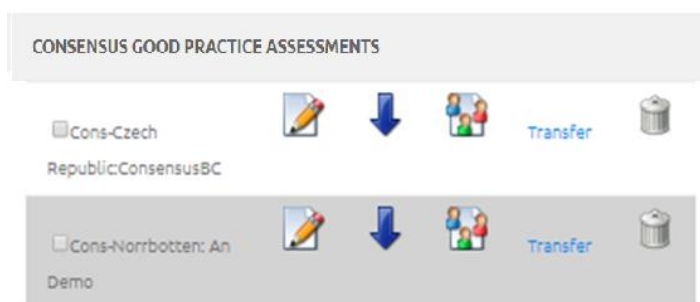 CONSENSUS GOOD PRACTICE ASSESSMENTS
Cons-Czech Transfer
Republic:ConsensusBC
Cons-Norrbotten: An Transfer
Demo